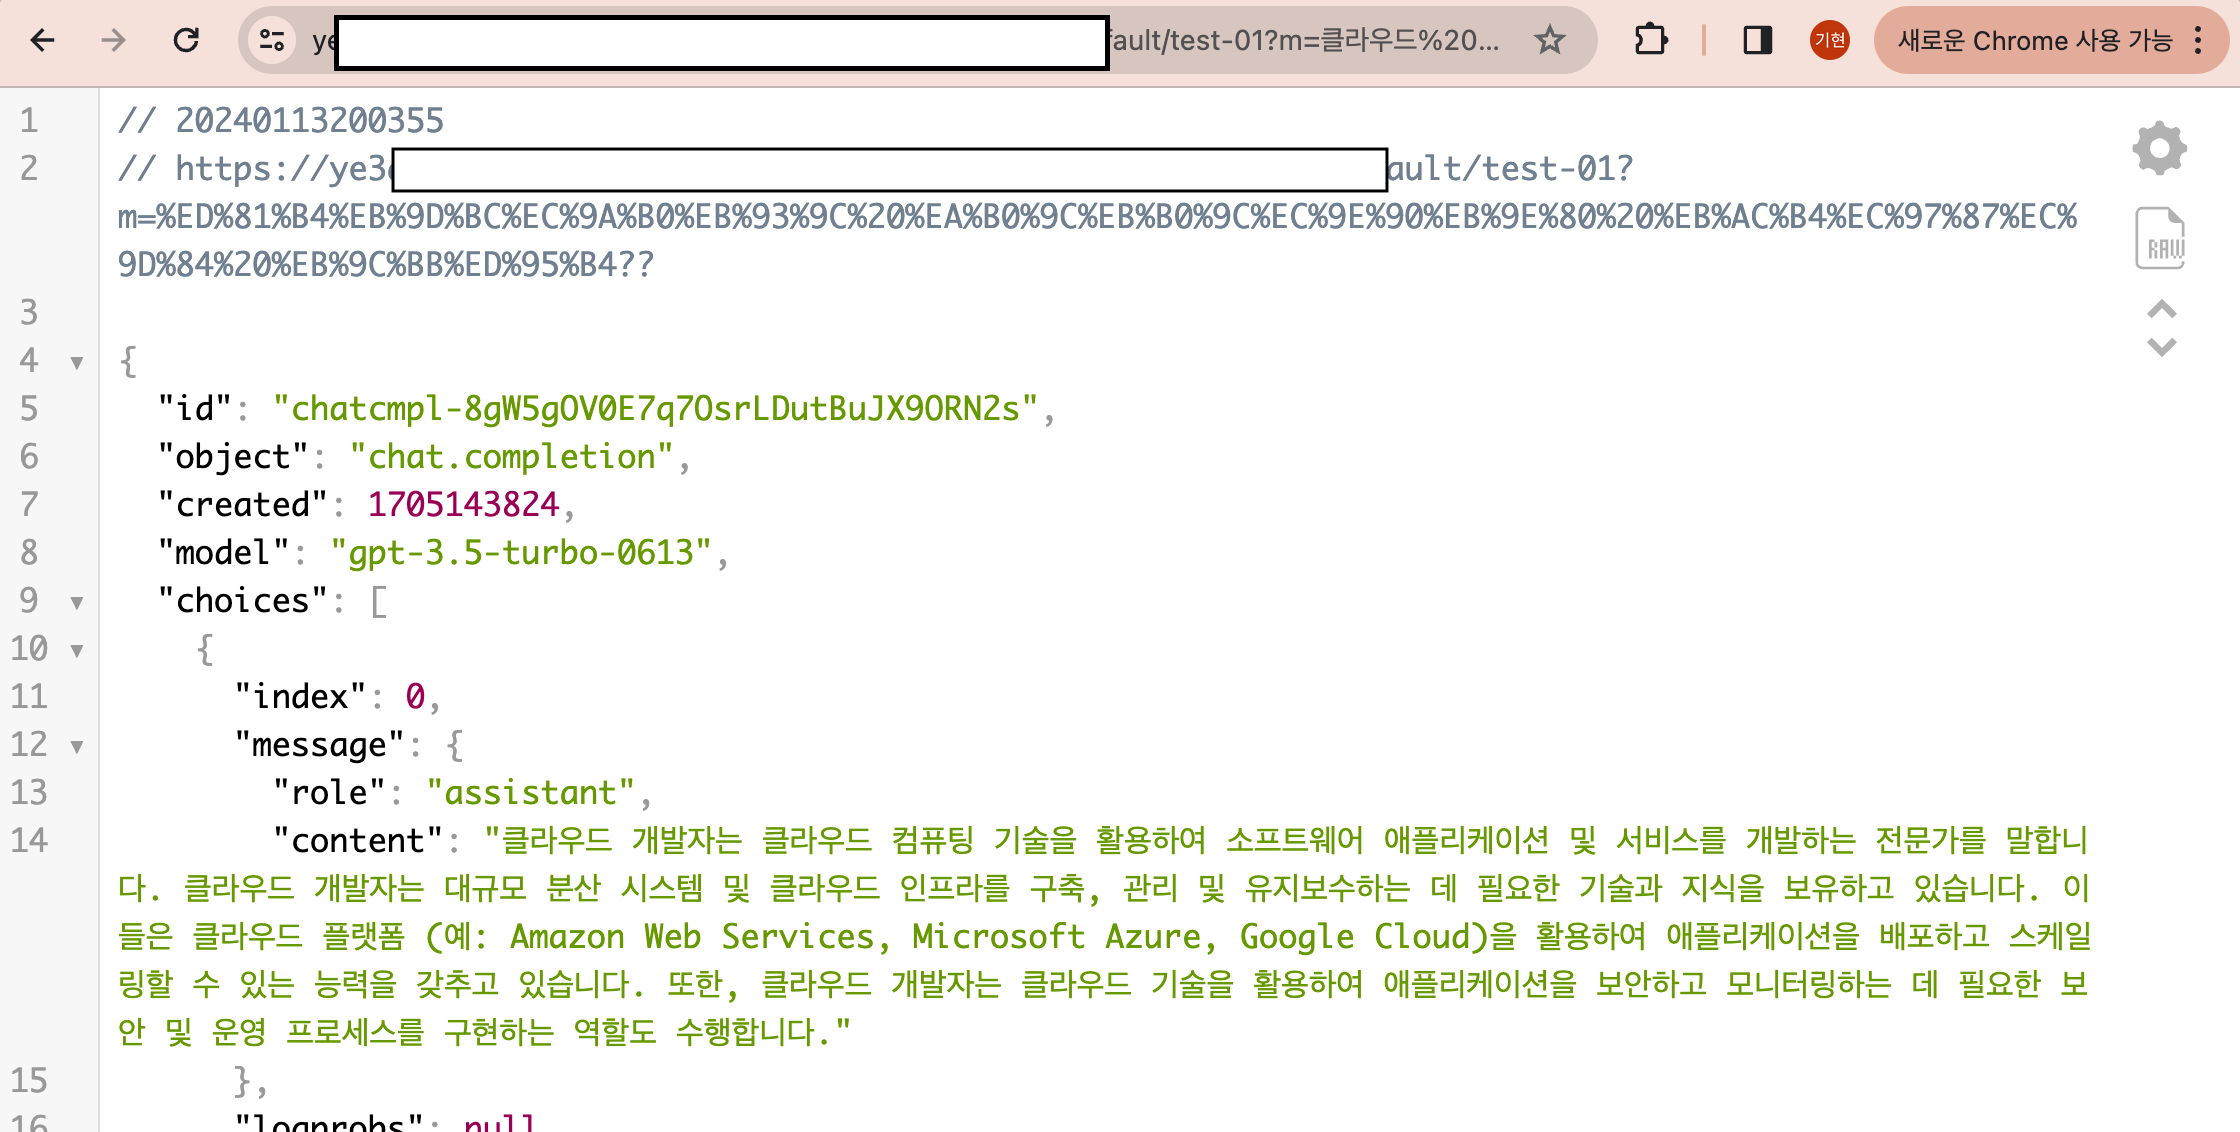 ye ault/test-01?m=클라우드%20... 기현 새로운 Chrome 사용 가능
1 // 20240113200355
2 // https://ye3 ault/test-01?
m=%ED%81%B4%EB%9D%BC%EC%9A%B0%EB%93%9C%20%EA%B0%9C%EB%B0%9C%EC%9E%90%EB%9E%80%20%EB%AC%B4%EC%97%87%EC%
9D%84%20%EB%9C%BB%ED%95%B4??
3
4 ▼ {
5 "id": "chatcmpl-8gW5gOV0E7q7OsrLDutBuJX9ORN2s",
6 "object": "chat.completion",
7 "created": 1705143824,
8 "model": "gpt-3.5-turbo-0613",
9 ▼ "choices": [
10 ▼ {
11 "index": 0,
12 ▼ "message": {
13 "role": "assistant",
14 "content": "클라우드 개발자는 클라우드 컴퓨팅 기술을 활용하여 소프트웨어 애플리케이션 및 서비스를 개발하는 전문가를 말합니
다. 클라우드 개발자는 대규모 분산 시스템 및 클라우드 인프라를 구축, 관리 및 유지보수하는 데 필요한 기술과 지식을 보유하고 있습니다. 이
들은 클라우드 플랫폼 (예: Amazon Web Services, Microsoft Azure, Google Cloud)을 활용하여 애플리케이션을 배포하고 스케일
링할 수 있는 능력을 갖추고 있습니다. 또한, 클라우드 개발자는 클라우드 기술을 활용하여 애플리케이션을 보안하고 모니터링하는 데 필요한 보
안 및 운영 프로세스를 구현하는 역할도 수행합니다."
15 },
16 "logprobs": null
RAW